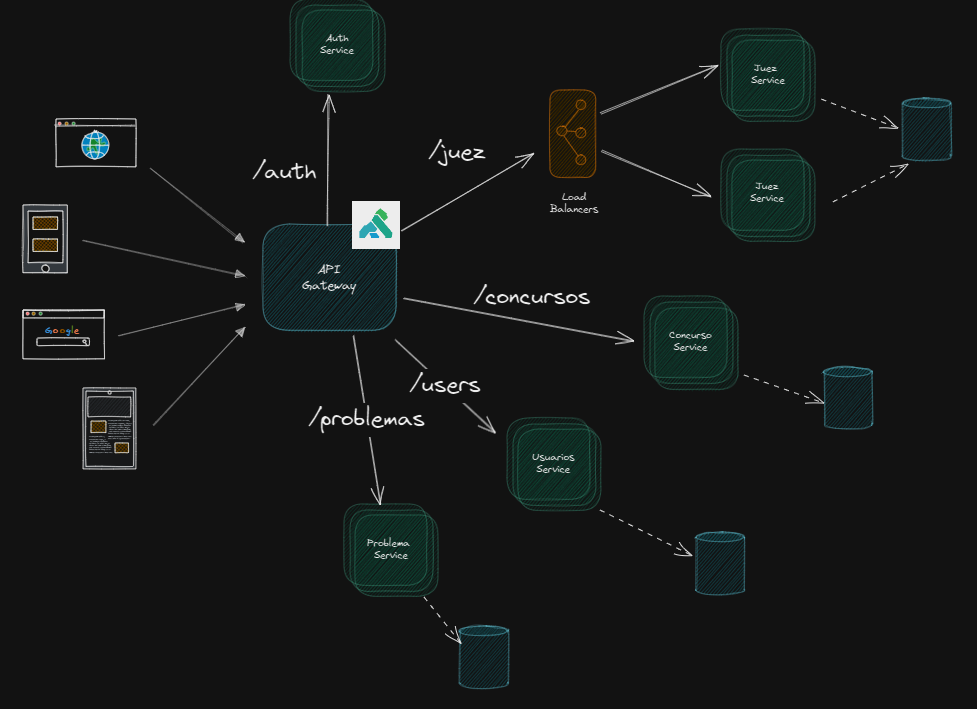 Auth
Service
/auth
/juez
Juez
Service
Load
Balancers
Juez
Service
API
Gateway
/concursos
Google
Concurso
Service
/users
/problemas
Usuarios
Service
Problema
Service